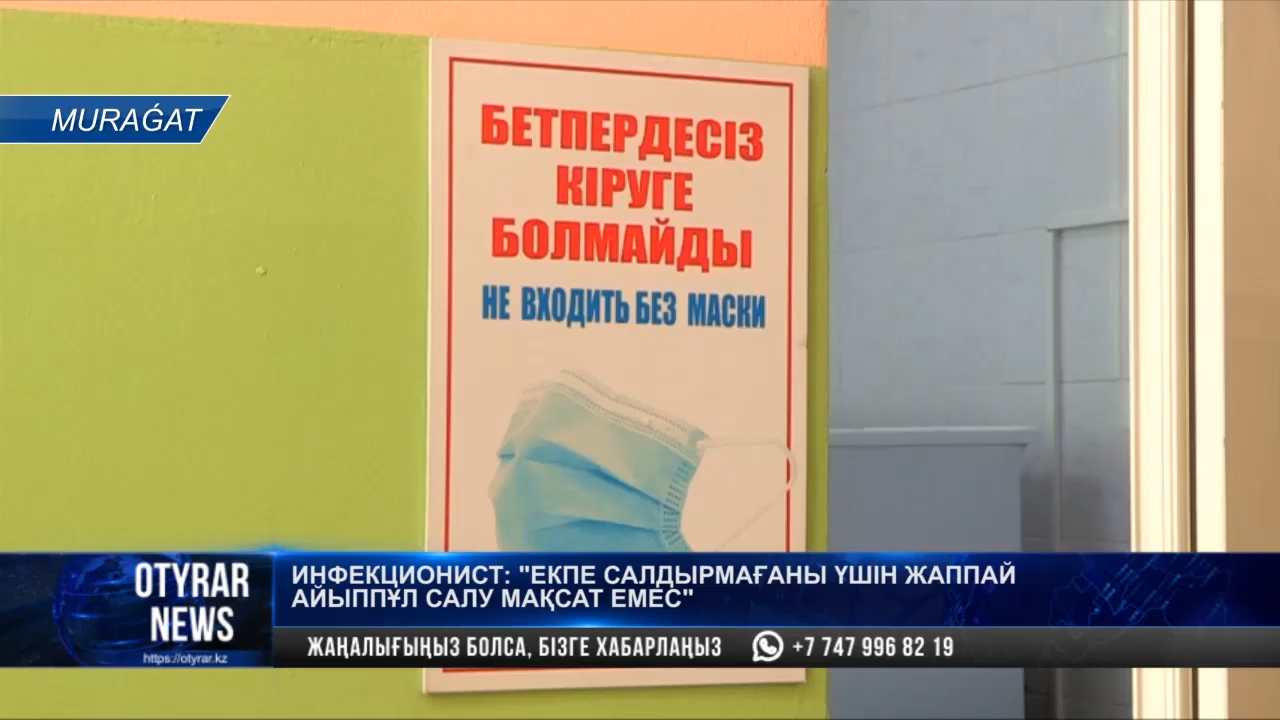 MURAǴAT
БЕТПЕРДЕСІЗ
КІРУГЕ
БОЛМАЙДЫ
НЕ ВХОДИТЬ БЕЗ МАСКИ
OTYRAR
NEWS
https://otyrar.kz
ИНФЕКЦИОНИСТ: "ЕКПЕ САЛДЫРМАҒАНЫ ҮШІН ЖАППАЙ
АЙЫППҰЛ САЛУ МАҚСАТ ЕМЕС"
ЖАҢАЛЫҒЫҢЫЗ БОЛСА, БІЗГЕ ХАБАРЛАҢЫЗ +7 747 996 82 19